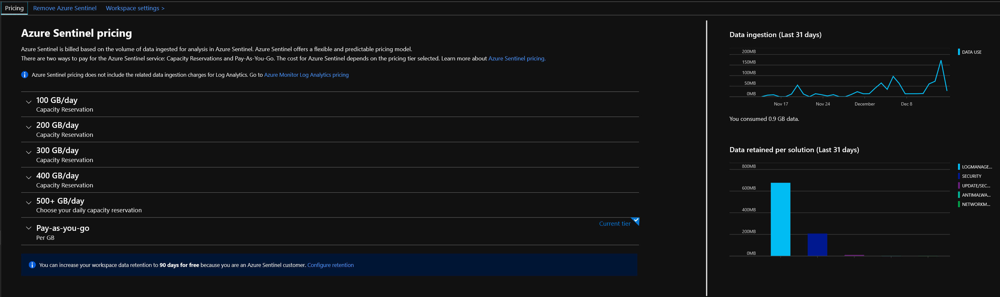 Pricing
Remove Azure Sentinel
Workspace settings >
Azure Sentinel pricing
Azure Sentinel is billed based on the volume of data ingested for analysis in Azure Sentinel. Azure Sentinel offers a flexible and predictable pricing model.
There are two ways to pay for the Azure Sentinel service: Capacity Reservations and Pay-As-You-Go. The cost for Azure Sentinel depends on the pricing tier selected. Learn more about Azure Sentinel pricing.
Azure Sentinel pricing does not include the related data ingestion charges for Log Analytics. Go to Azure Monitor Log Analytics pricing
100 GB/day
Capacity Reservation
200 GB/day
Capacity Reservation
300 GB/day
Capacity Reservation
400 GB/day
Capacity Reservation
500+ GB/day
Choose your daily capacity reservation
Pay-as-you-go
Per GB
Current tier
You can increase your workspace data retention to 90 days for free because you are an Azure Sentinel customer. Configure retention
Data ingestion (Last 31 days)
200MB
150MB
100MB
50MB
0MB
Nov 17
Nov 24
December
Dec 8
DATA USE
You consumed 0.9 GB data.
Data retained per solution (Last 31 days)
800MB
600MB
400MB
200MB
0MB
LOGMANAGE...
SECURITY
UPDATE/SEC...
ANTIMALWA...
NETWORKM...